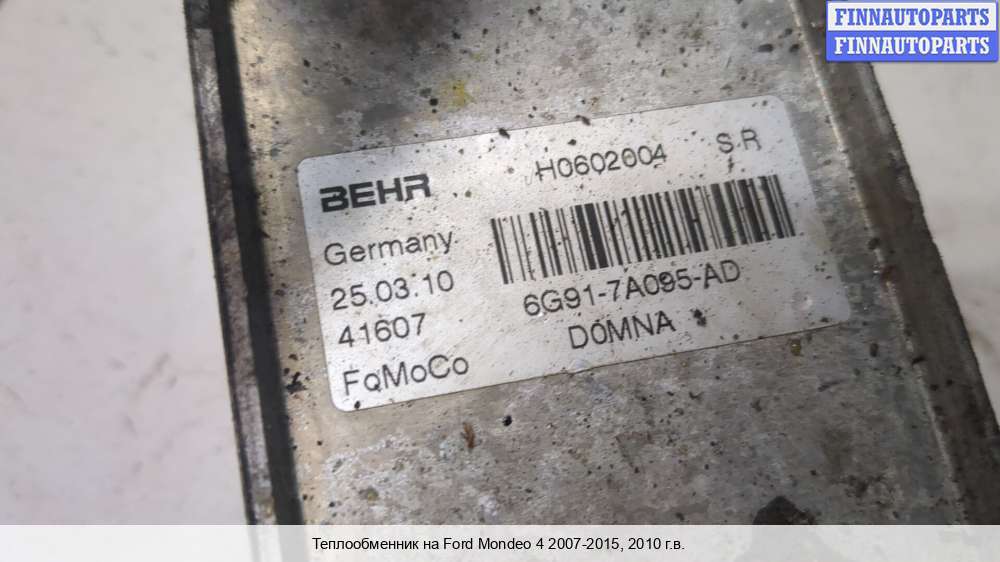 FINNAUTOPARTS
FINNAUTOPARTS
BEHR H0602004 S R
Germany
25.03.10 6G91-7A095-AD
41607 DOMNA
FoMoCo
Теплообменник на Ford Mondeo 4 2007-2015, 2010 г.в.